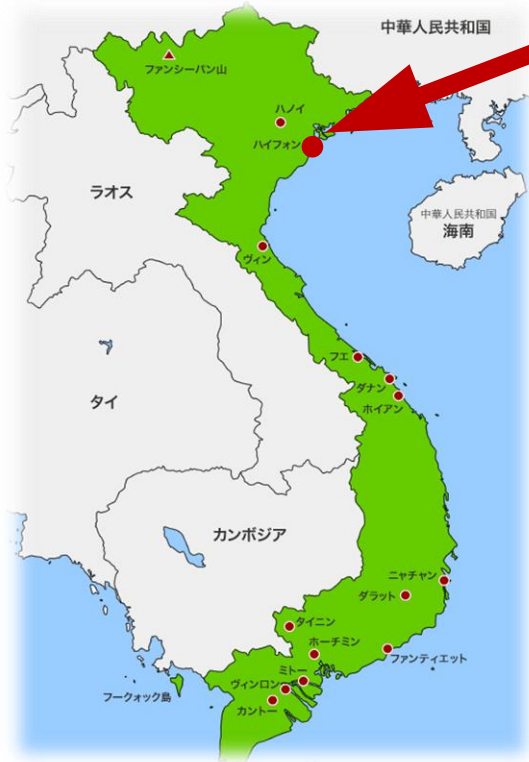 中華人民共和国
ファンシーパン山
ハノイ
ハイフォン
ラオス
中華人民共和国
海南
ヴィン
フエ
ダナン
ホイアン
タイ
カンボジア
ニャチャン
ダラット
タイニン
ホーチミン
ファンティエット
ミトー
ヴィンロン
フークォック島
カントー